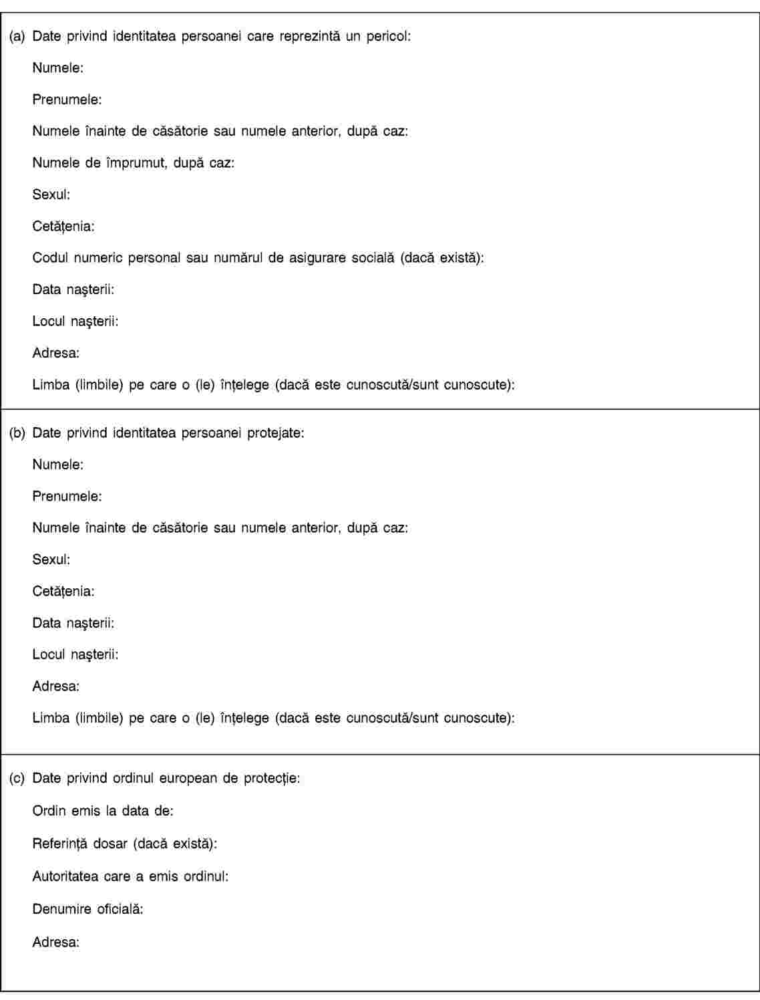 (a) Date privind identitatea persoanei care reprezintă un pericol:
Numele:
Prenumele:
Numele înainte de căsătorie sau numele anterior, după caz:
Numele de împrumut, după caz:
Sexul:
Cetățenia:
Codul numeric personal sau numărul de asigurare socială (dacă există):
Data naşterii:
Locul naşterii:
Adresa:
Limba (limbile) pe care o (le) înțelege (dacă este cunoscută/sunt cunoscute):
(b) Date privind identitatea persoanei protejate:
Numele:
Prenumele:
Numele înainte de căsătorie sau numele anterior, după caz:
Sexul:
Cetățenia:
Data naşterii:
Locul naşterii:
Adresa:
Limba (limbile) pe care o (le) înțelege (dacă este cunoscută/sunt cunoscute):
(c) Date privind ordinul european de protecție:
Ordin emis la data de:
Referință dosar (dacă există):
Autoritatea care a emis ordinul:
Denumire oficială:
Adresa: